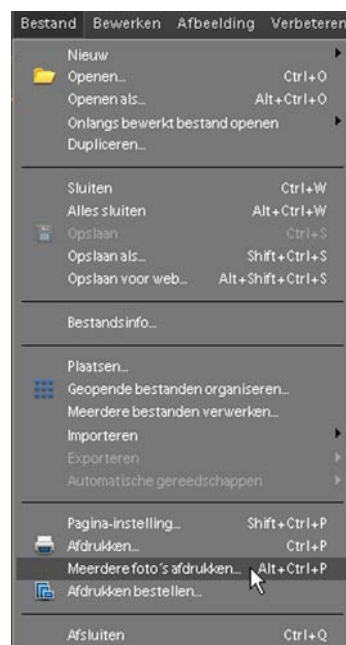 Bestand Bewerken Afbeelding Verbeteren
Nieuw
Openen... Ctrl+O
Openen als... Alt+Ctrl+O
Onlangs bewerkt bestand openen
Dupliceren...
Sluiten Ctrl+W
Alles sluiten Alt+Ctrl+W
Opslaan Ctrl+S
Opslaan als... Shift+Ctrl+S
Opslaan voor web... Alt+Shift+Ctrl+S
Bestandsinfo...
Plaatsen...
Geopende bestanden organiseren...
Meerdere bestanden verwerken...
Importeren
Exporteren
Automatische gereedschappen
Pagina-instelling... Shift+Ctrl+P
Afdrukken... Ctrl+P
Meerdere foto's afdrukken... Alt+Ctrl+P
Afdrukken bestellen...
Afsluiten Ctrl+Q